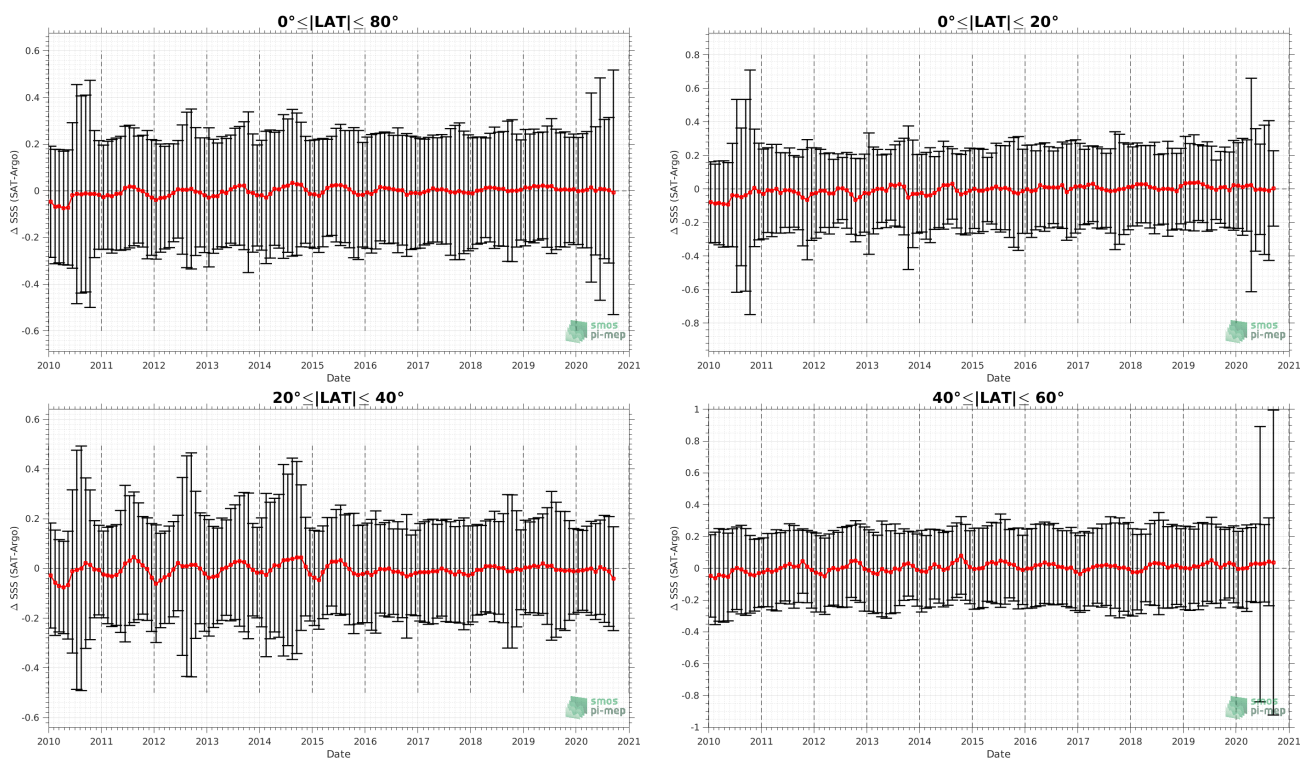 0°≤|LAT|≤ 80°
0.6
0.4
0.2
0
-0.2
-0.4
-0.6
Δ SSS (SAT-Argo)
2010 2011 2012 2013 2014 2015 2016 2017 2018 2019 2020 2021
Date
smos
pi-mep
0°≤|LAT|≤ 20°
0.8
0.6
0.4
0.2
0
-0.2
-0.4
-0.6
-0.8
Δ SSS (SAT-Argo)
2010 2011 2012 2013 2014 2015 2016 2017 2018 2019 2020 2021
Date
smos
pi-mep
20°≤|LAT|≤ 40°
0.6
0.4
0.2
0
-0.2
-0.4
-0.6
Δ SSS (SAT-Argo)
2010 2011 2012 2013 2014 2015 2016 2017 2018 2019 2020 2021
Date
smos
pi-mep
40°≤|LAT|≤ 60°
1
0.8
0.6
0.4
0.2
0
-0.2
-0.4
-0.6
-0.8
-1
Δ SSS (SAT-Argo)
2010 2011 2012 2013 2014 2015 2016 2017 2018 2019 2020 2021
Date
smos
pi-mep